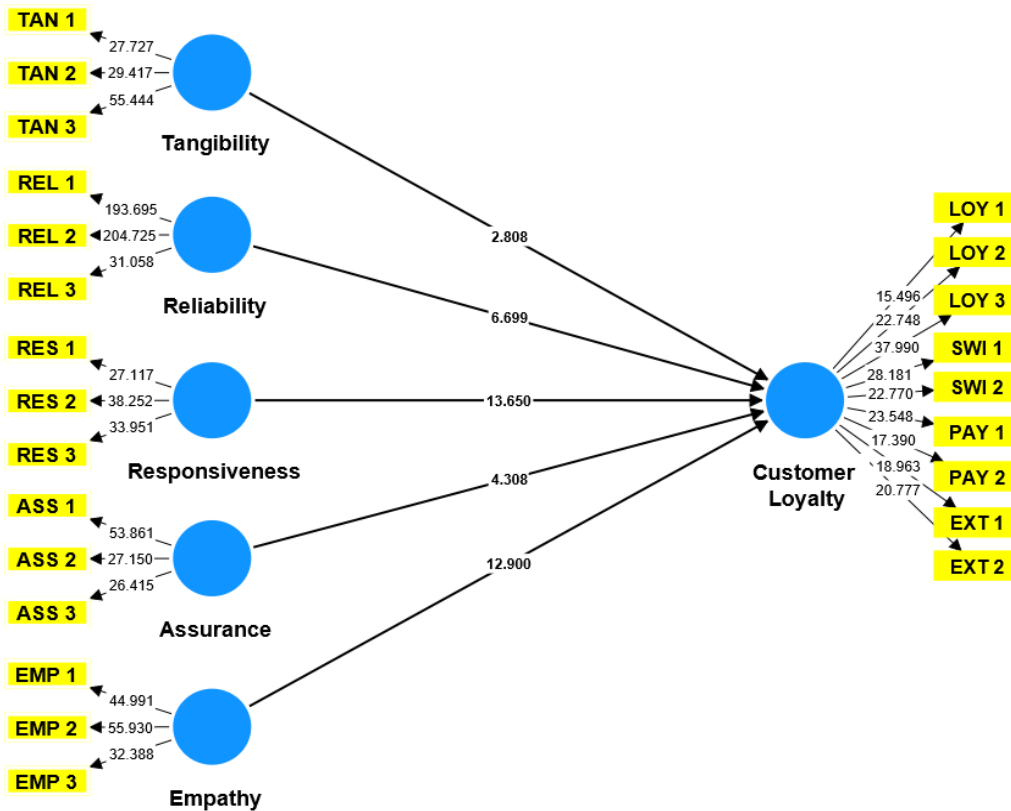 TAN 1
27.727
TAN 2
29.417
55.444
TAN 3
Tangibility
REL 1
193.695
REL 2
204.725
31.058
REL 3
Reliability
RES 1
27.117
RES 2
38.252
33.951
RES 3
Responsiveness
ASS 1
53.861
ASS 2
27.150
26.415
ASS 3
Assurance
EMP 1
44.991
EMP 2
55.930
32.388
EMP 3
Empathy
2.808
6.699
13.650
4.308
12.900
Customer
Loyalty
15.496
22.748
37.990
28.181
22.770
23.548
17.390
18.963
20.777
LOY 1
LOY 2
LOY 3
SWI 1
SWI 2
PAY 1
PAY 2
EXT 1
EXT 2